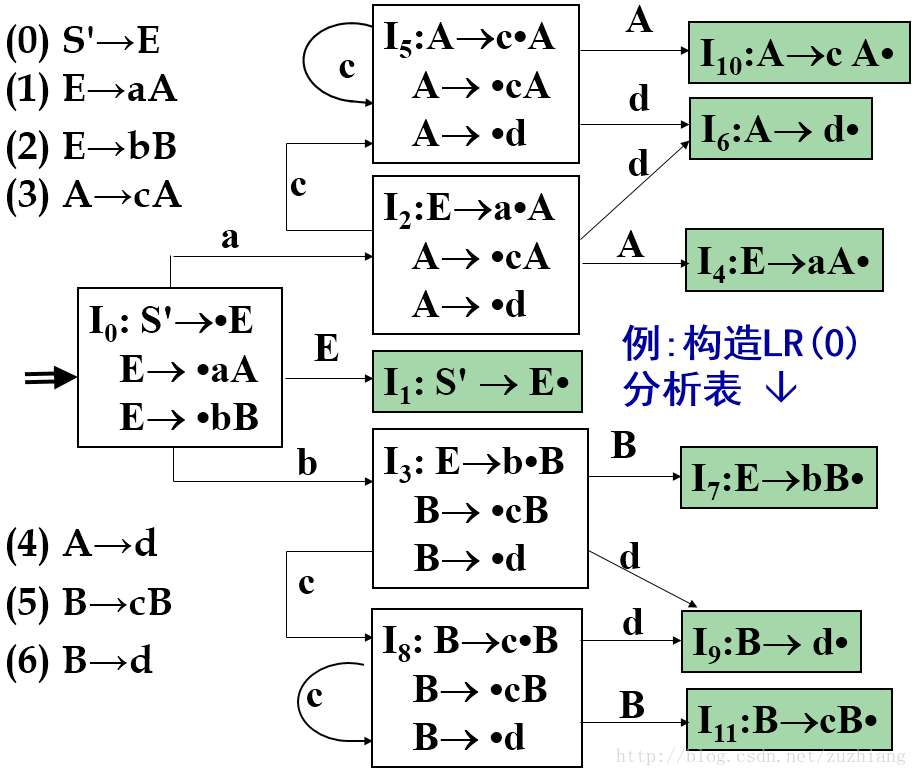 (0) S'→E
(1) E→aA
(2) E→bB
(3) A→cA
I5:A→c•A
A→ •cA
A→ •d
c
A
I10:A→c A•
d
I6:A→ d•
d
c
I2:E→a•A
A→ •cA
A→ •d
A
I4:E→aA•
a
I0: S'→•E
E→ •aA
E→ •bB
E
I1: S' → E•
例:构造LR(0)
分析表 ↓
b
I3: E→b•B
B→ •cB
B→ •d
B
I7:E→bB•
d
(4) A→d
(5) B→cB
(6) B→d
c
I8: B→c•B
B→ •cB
B→ •d
c
d
I9:B→ d•
B
I11:B→cB•
http://blog.csdn.net/zuzhiang